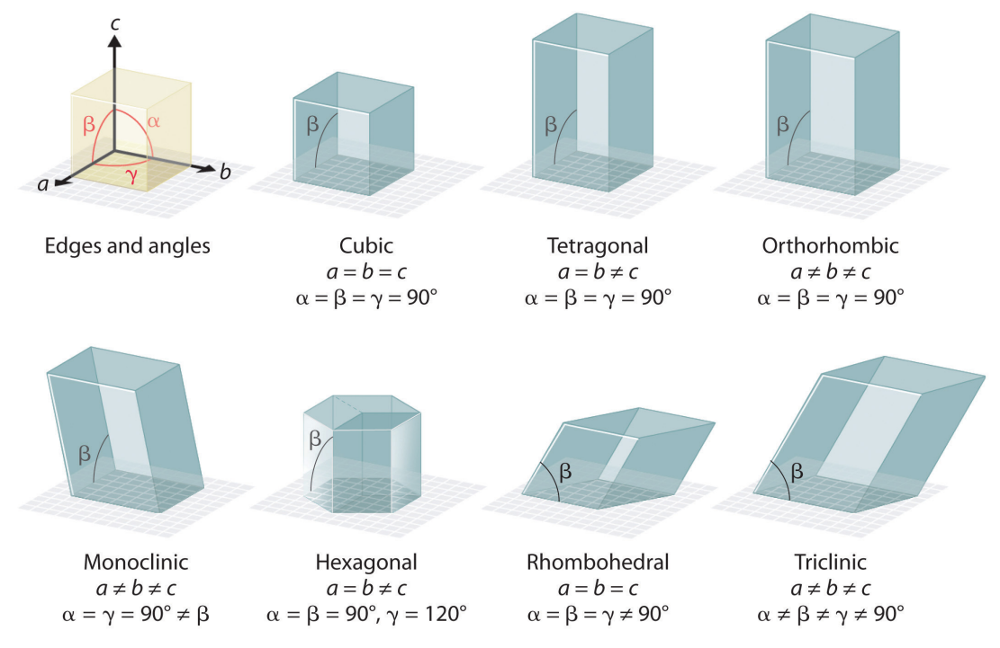 c
β α
γ
a b
Edges and angles
β
Cubic
a = b = c
α = β = γ = 90°
β
Tetragonal
a = b ≠ c
α = β = γ = 90°
β
Orthorhombic
a ≠ b ≠ c
α = β = γ = 90°
β
Monoclinic
a ≠ b ≠ c
α = γ = 90° ≠ β
β
Hexagonal
a = b ≠ c
α = β = 90°, γ = 120°
β
Rhombohedral
a = b = c
α = β = γ ≠ 90°
β
Triclinic
a ≠ b ≠ c
α ≠ β ≠ γ ≠ 90°